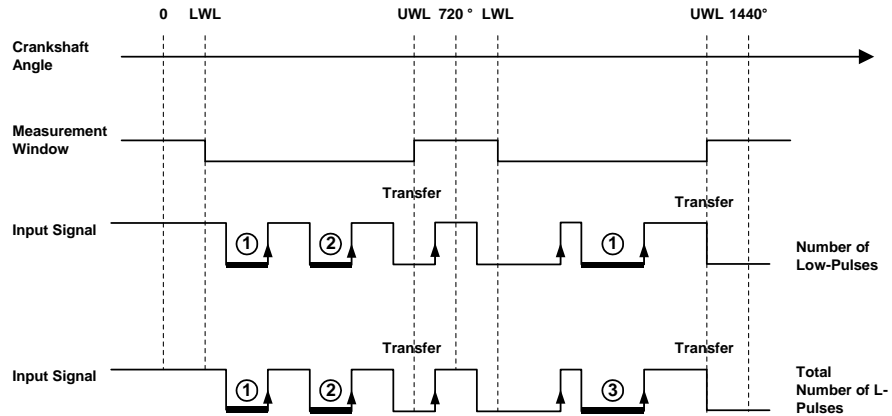 0 LWL UWL 720 ° LWL UWL 1440°
Crankshaft
Angle
Measurement
Window
Transfer
Transfer
Input Signal
1
2
1
Number of
Low-Pulses
Transfer
Transfer
Input Signal
1
2
3
Total
Number of L-
Pulses